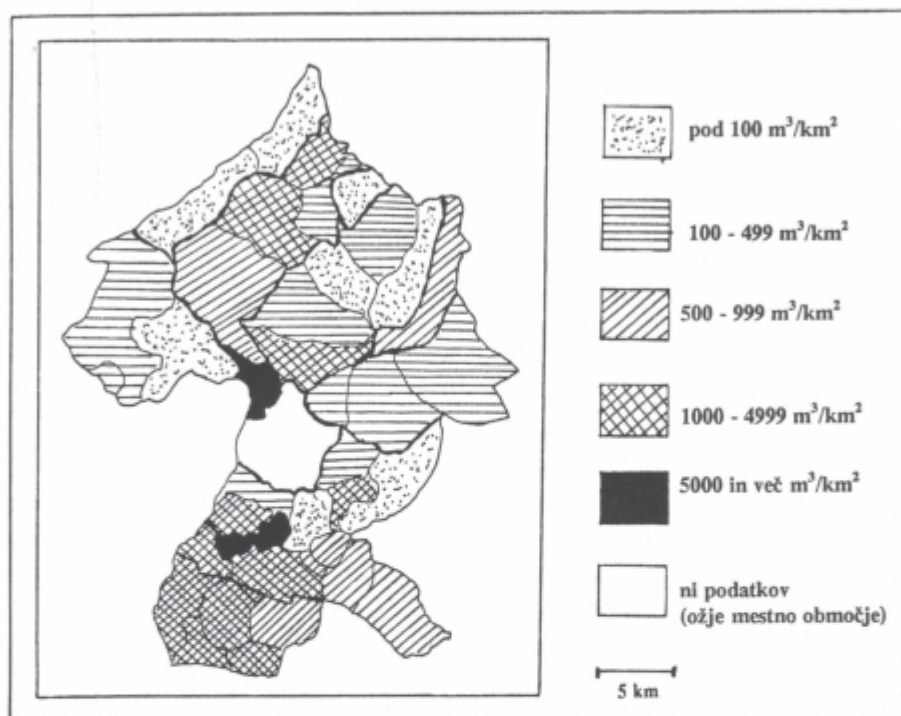 pod 100 m³/km²
100 - 499 m³/km²
500 - 999 m³/km²
1000 - 4999 m³/km²
5000 in več m³/km²
ni podatkov
(ožje mestno območje)
5 km